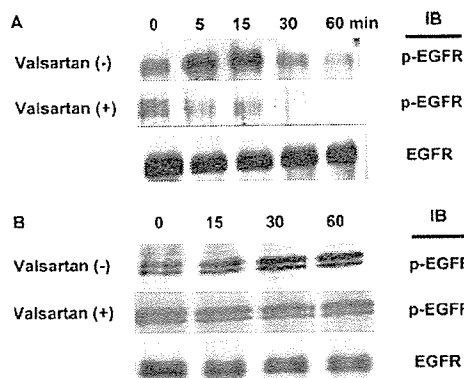 A 0 5 15 30 60 min IB
Valsartan (-) p-EGFR
Valsartan (+) p-EGFR
EGFR
B 0 15 30 60 IB
Valsartan (-) p-EGFR
Valsartan (+) p-EGFR
EGFR